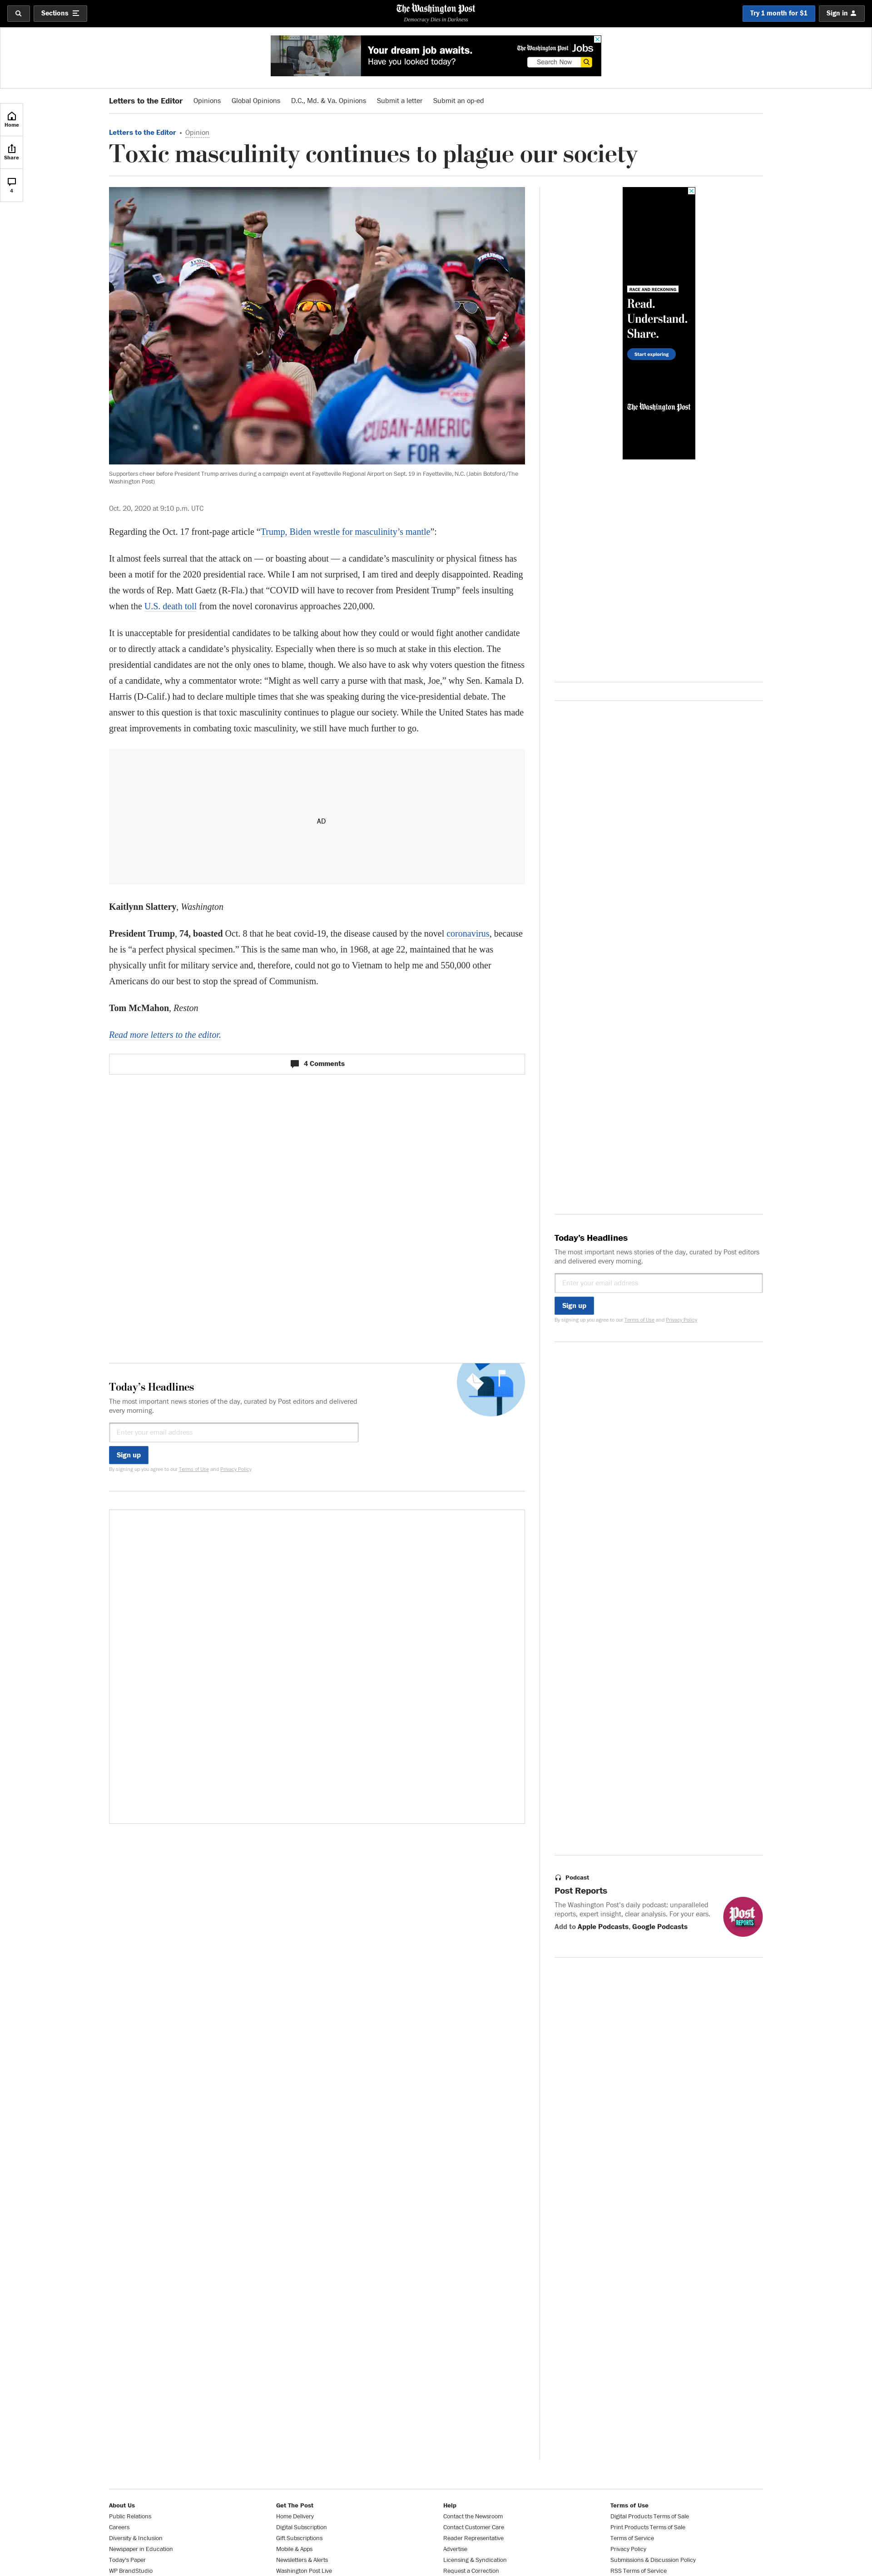 Sections
The Washington Post
Democracy Dies in Darkness
Try 1 month for $1
Sign in
Your dream job awaits.
Have you looked today?
The Washington Post Jobs
Search Now
Letters to the Editor
Opinions
Global Opinions
D.C., Md. & Va. Opinions
Submit a letter
Submit an op-ed
Home
Share
4
Letters to the Editor • Opinion
Toxic masculinity continues to plague our society
CUBAN-AMERICAN
FOR
Supporters cheer before President Trump arrives during a campaign event at Fayetteville Regional Airport on Sept. 19 in Fayetteville, N.C. (Jabin Botsford/The
Washington Post)
RACE AND RECKONING
Read.
Understand.
Share.
Start exploring
The Washington Post
Oct. 20, 2020 at 9:10 p.m. UTC
Regarding the Oct. 17 front-page article “Trump, Biden wrestle for masculinity’s mantle”:
It almost feels surreal that the attack on — or boasting about — a candidate’s masculinity or physical fitness has
been a motif for the 2020 presidential race. While I am not surprised, I am tired and deeply disappointed. Reading
the words of Rep. Matt Gaetz (R-Fla.) that “COVID will have to recover from President Trump” feels insulting
when the U.S. death toll from the novel coronavirus approaches 220,000.
It is unacceptable for presidential candidates to be talking about how they could or would fight another candidate
or to directly attack a candidate’s physicality. Especially when there is so much at stake in this election. The
presidential candidates are not the only ones to blame, though. We also have to ask why voters question the fitness
of a candidate, why a commentator wrote: “Might as well carry a purse with that mask, Joe,” why Sen. Kamala D.
Harris (D-Calif.) had to declare multiple times that she was speaking during the vice-presidential debate. The
answer to this question is that toxic masculinity continues to plague our society. While the United States has made
great improvements in combating toxic masculinity, we still have much further to go.
AD
Kaitlynn Slattery, Washington
President Trump, 74, boasted Oct. 8 that he beat covid-19, the disease caused by the novel coronavirus, because
he is “a perfect physical specimen.” This is the same man who, in 1968, at age 22, maintained that he was
physically unfit for military service and, therefore, could not go to Vietnam to help me and 550,000 other
Americans do our best to stop the spread of Communism.
Tom McMahon, Reston
Read more letters to the editor.
4 Comments
Today’s Headlines
The most important news stories of the day, curated by Post editors
and delivered every morning.
Enter your email address
Sign up
By signing up you agree to our Terms of Use and Privacy Policy
Today’s Headlines
The most important news stories of the day, curated by Post editors and delivered
every morning.
Enter your email address
Sign up
By signing up you agree to our Terms of Use and Privacy Policy
Podcast
Post Reports
The Washington Post’s daily podcast: unparalleled
reports, expert insight, clear analysis. For your ears.
Add to Apple Podcasts, Google Podcasts
Post
REPORTS
About Us
Public Relations
Careers
Diversity & Inclusion
Newspaper in Education
Today's Paper
WP BrandStudio
Get The Post
Home Delivery
Digital Subscription
Gift Subscriptions
Mobile & Apps
Newsletters & Alerts
Washington Post Live
Help
Contact the Newsroom
Contact Customer Care
Reader Representative
Advertise
Licensing & Syndication
Request a Correction
Terms of Use
Digital Products Terms of Sale
Print Products Terms of Sale
Terms of Service
Privacy Policy
Submissions & Discussion Policy
RSS Terms of Service